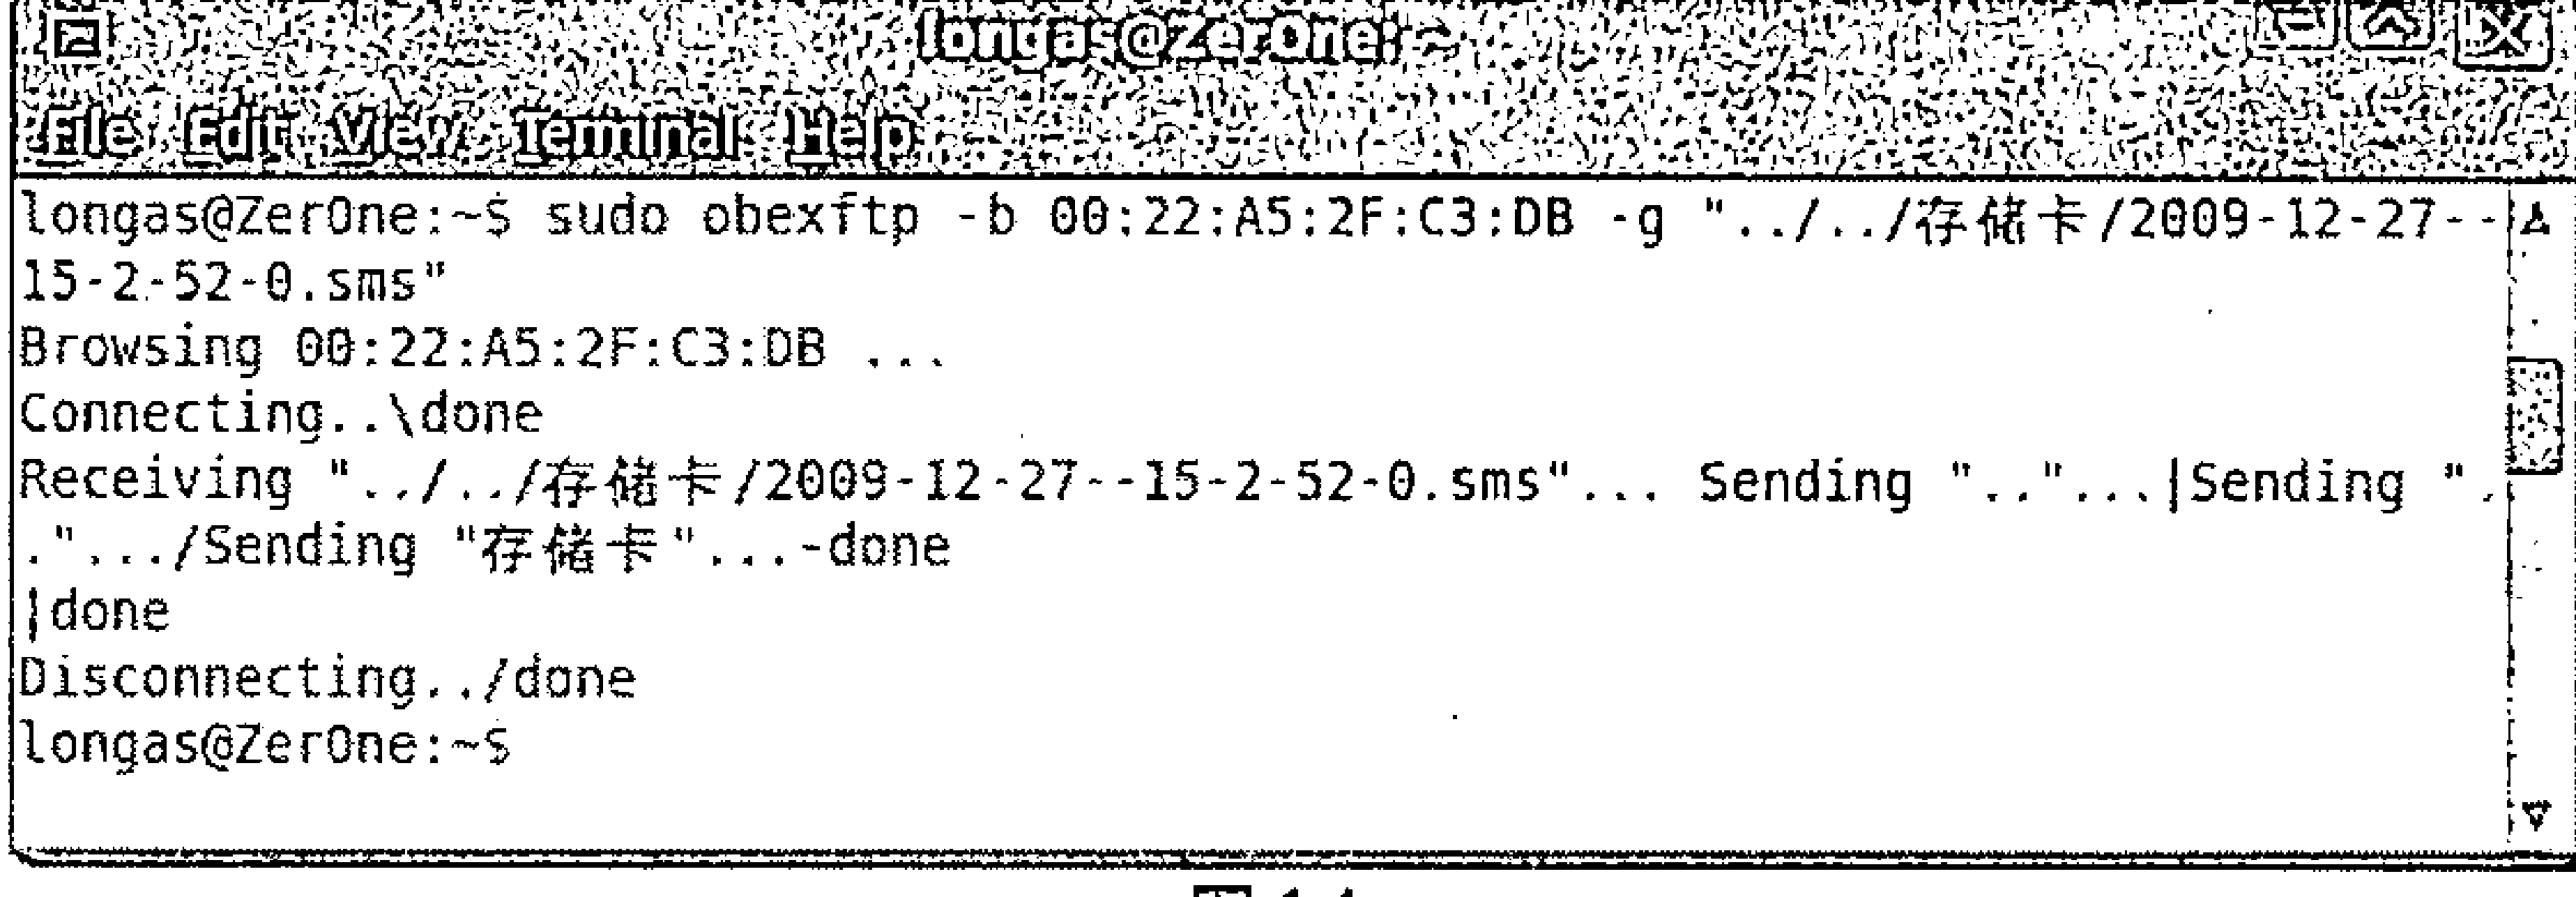 longas@ZerOne: ~
File Edit View Terminal Help
longas@ZerOne:~$ sudo obexftp -b 00:22:A5:2F:C3:DB -g "../../存储卡/2009-12-27--
15-2-52-0.sms"
Browsing 00:22:A5:2F:C3:DB ...
Connecting..\done
Receiving "../../存储卡/2009-12-27--15-2-52-0.sms"... Sending ".."...|Sending ".
.".../Sending "存储卡"...-done
|done
Disconnecting../done
longas@ZerOne:~$